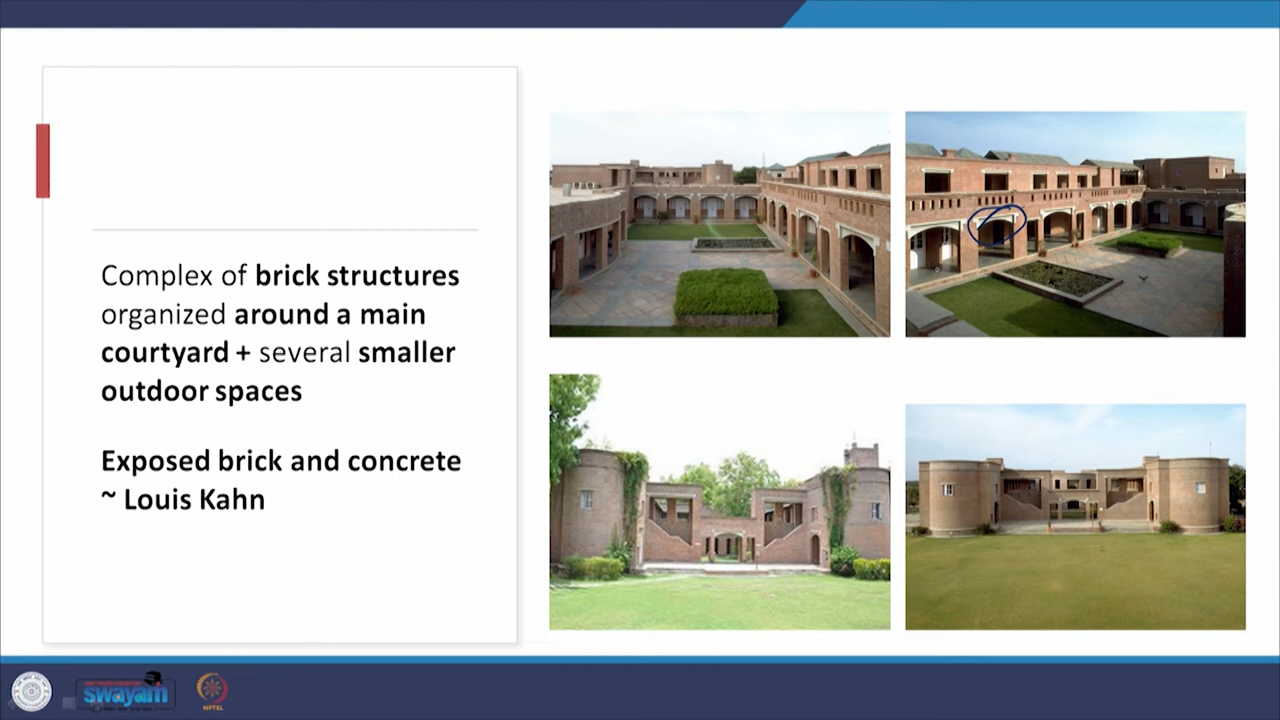 Complex of brick structures
organized around a main
courtyard + several smaller
outdoor spaces
Exposed brick and concrete
~ Louis Kahn
swayam
NPTEL